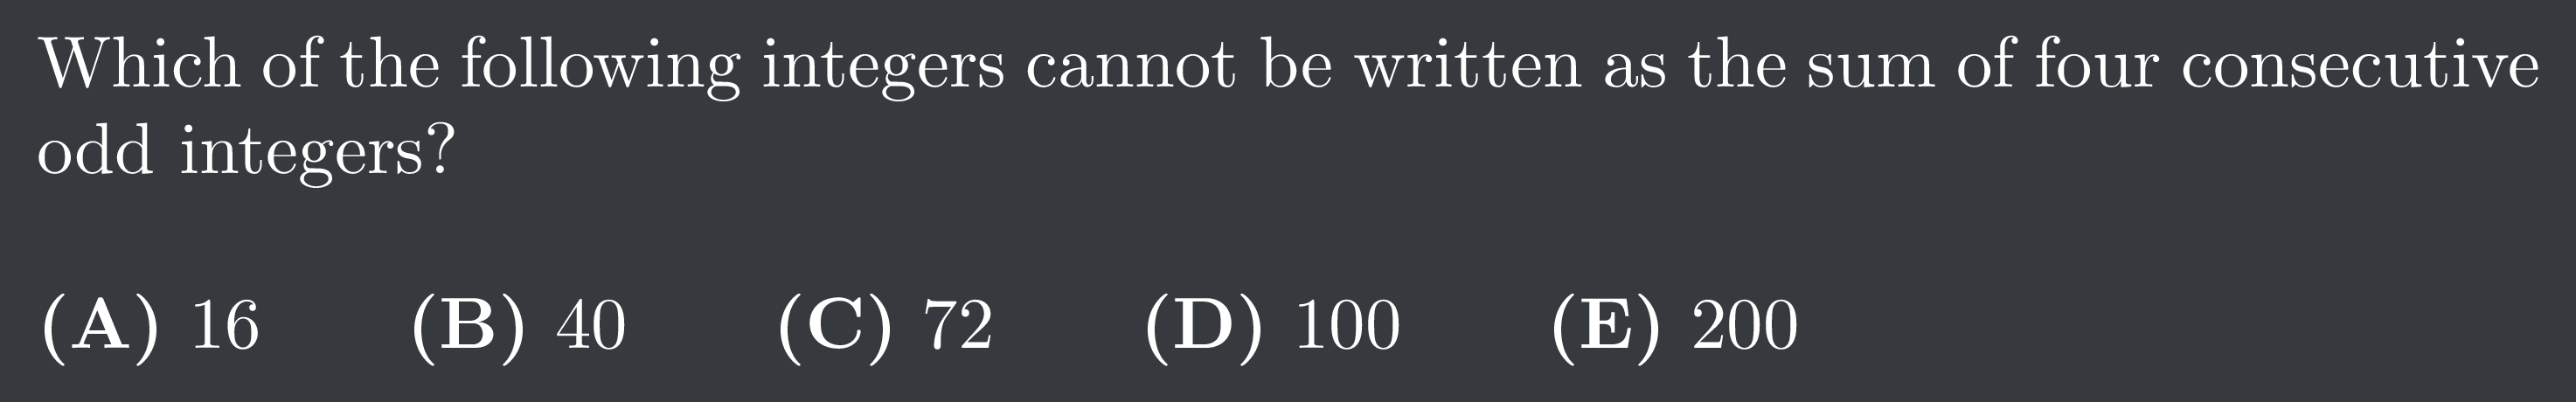 Which of the following integers cannot be written as the sum of four consecutive
odd integers?
(A) 16 (B) 40 (C) 72 (D) 100 (E) 200